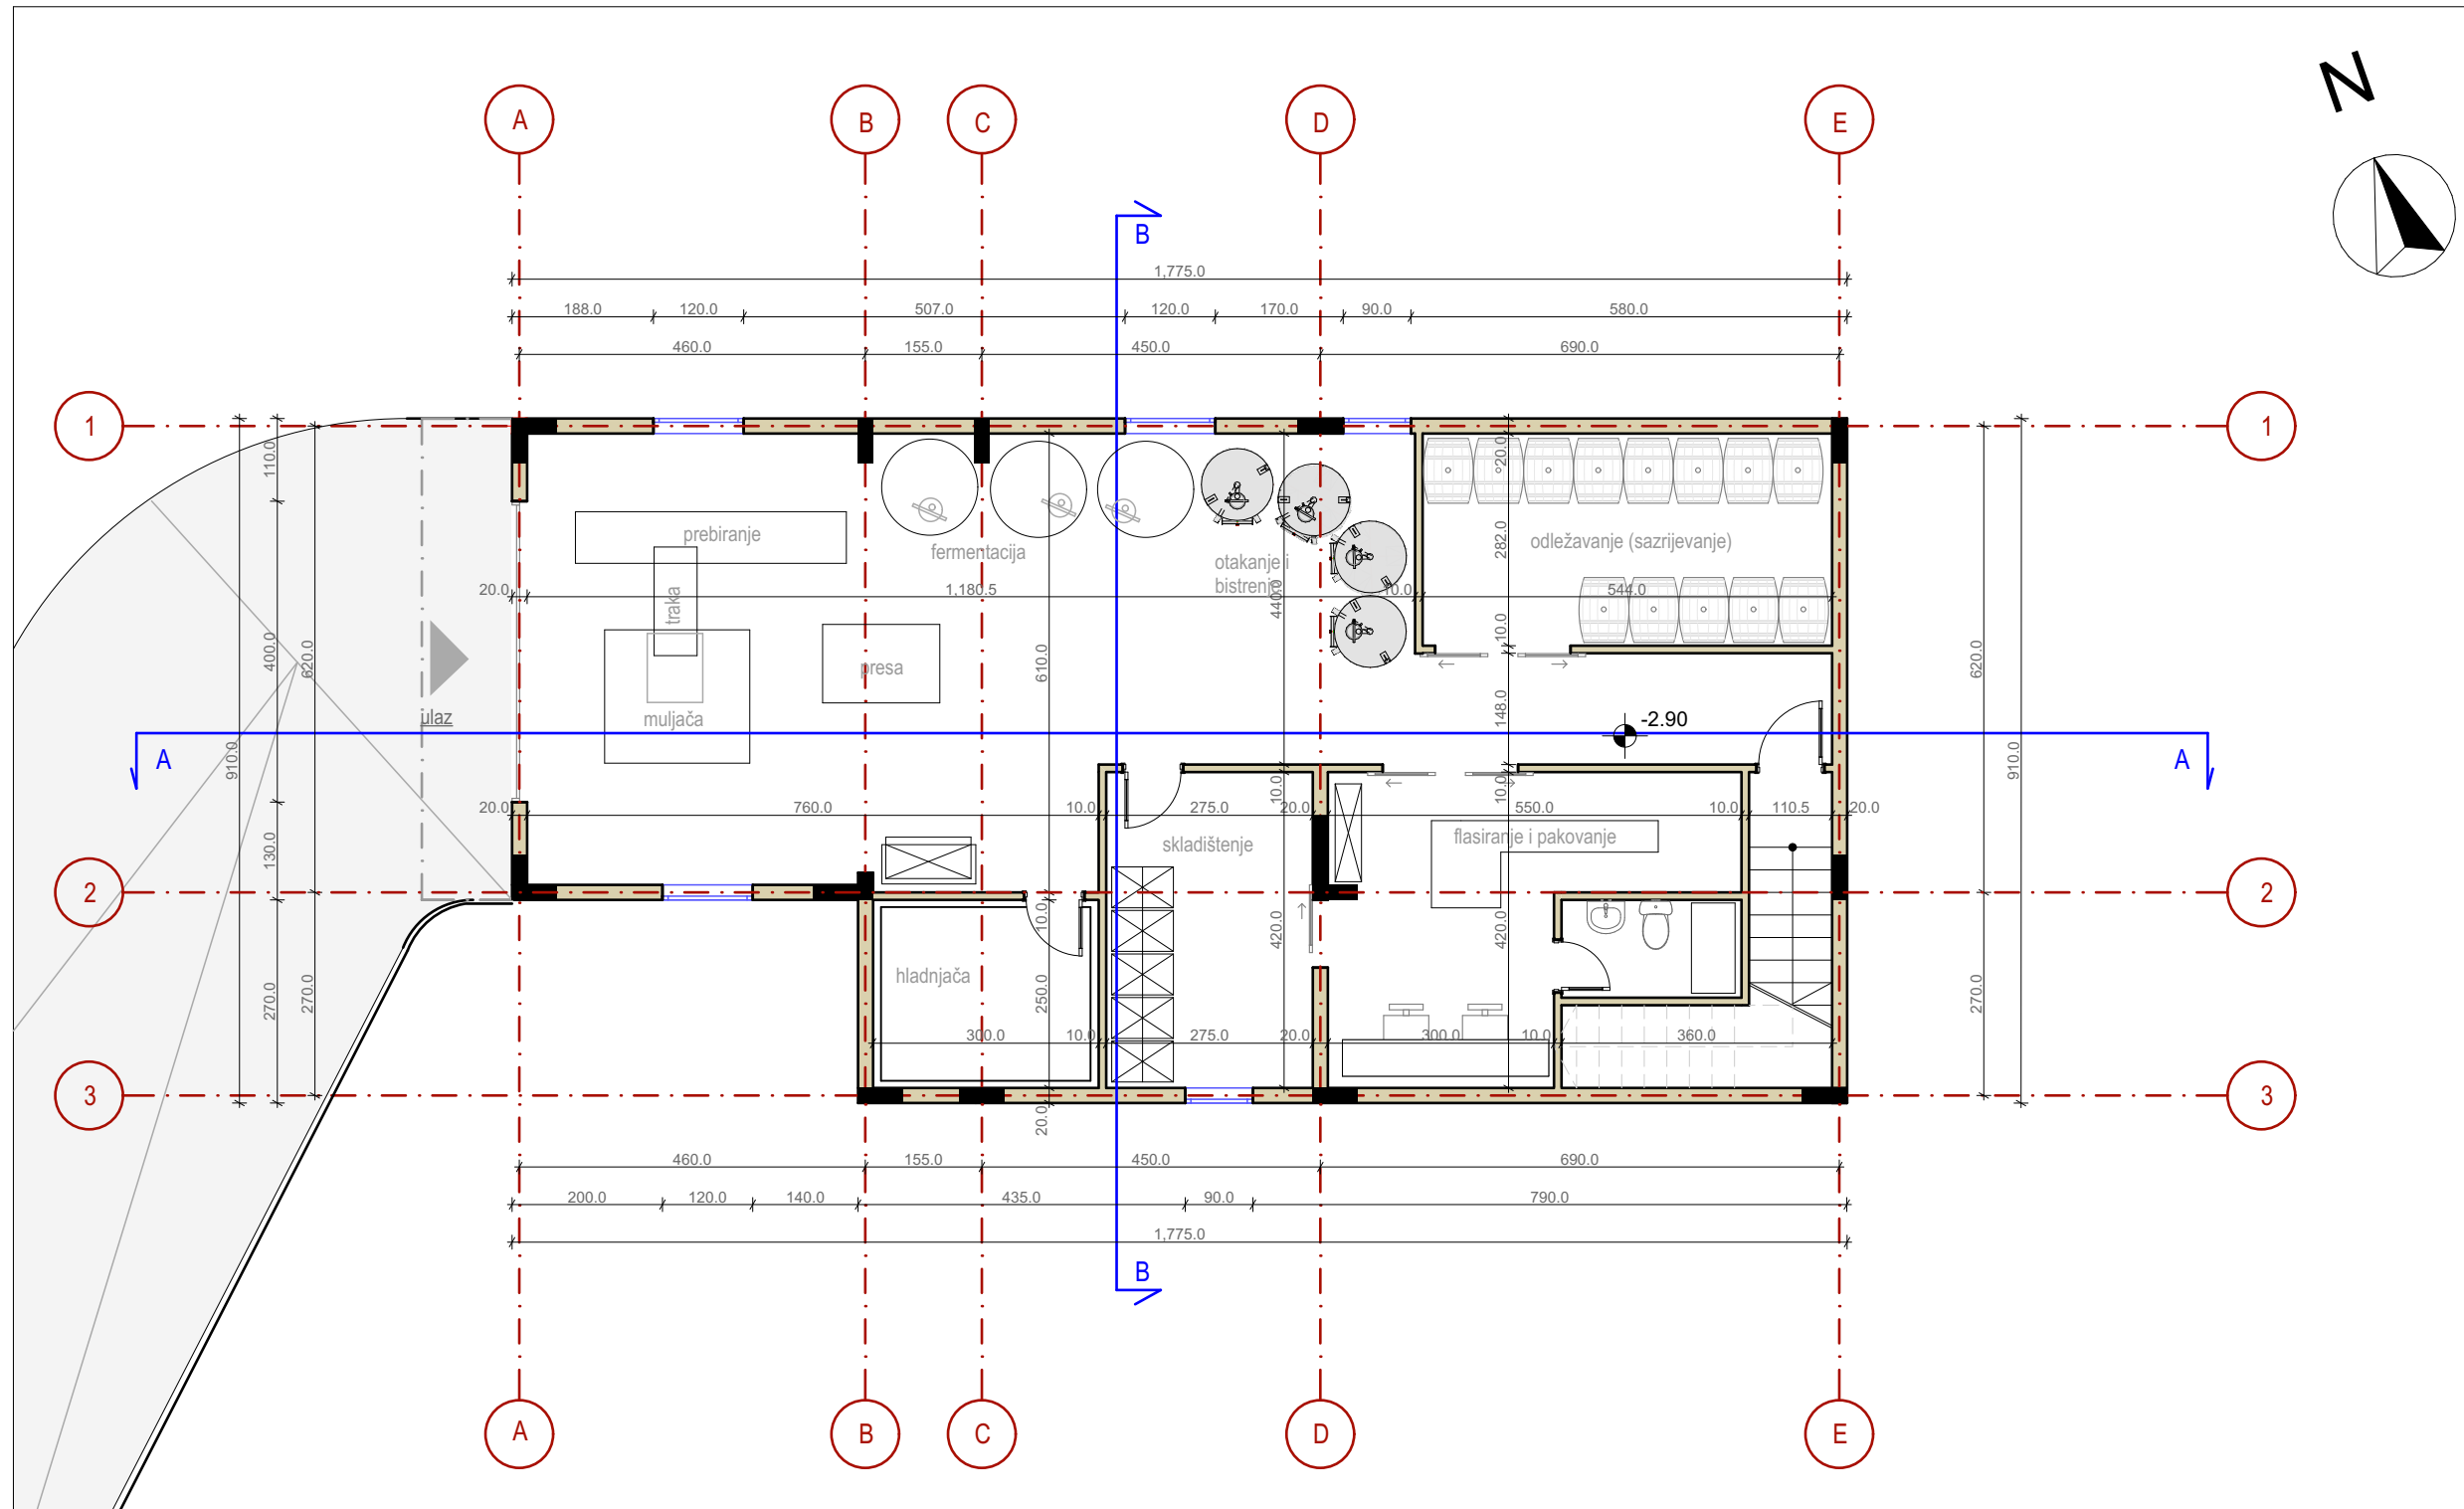 N
A
B
C
D
E
B
1,775.0
188.0
120.0
507.0
120.0
170.0
90.0
580.0
460.0
155.0
450.0
690.0
1
1
110.0
20.0
prebiranje
fermentacija
odležavanje (sazrijevanje)
282.0
otakanje i
bistrenje
20.0
1,180.5
10.0
544.0
traka
440.0
10.0
400.0
620.0
610.0
620.0
presa
ulaz
muljača
148.0
-2.90
A
A
910.0
910.0
20.0
760.0
10.0
275.0
10.0
20.0
10.0
550.0
10.0
110.5
20.0
skladištenje
flasiranje i pakovanje
130.0
2
2
10.0
420.0
420.0
hladnjača
270.0
270.0
250.0
270.0
300.0
10.0
275.0
20.0
300.0
10.0
360.0
3
3
20.0
460.0
155.0
450.0
690.0
200.0
120.0
140.0
435.0
90.0
790.0
1,775.0
B
A
B
C
D
E